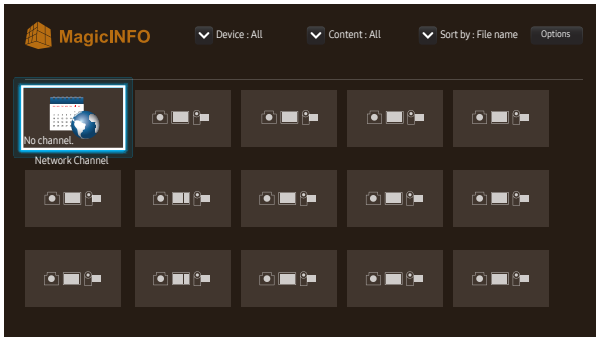 MagicINFO
Device : All
Content : All
Sort by : File name
Options
No channel.
Network Channel